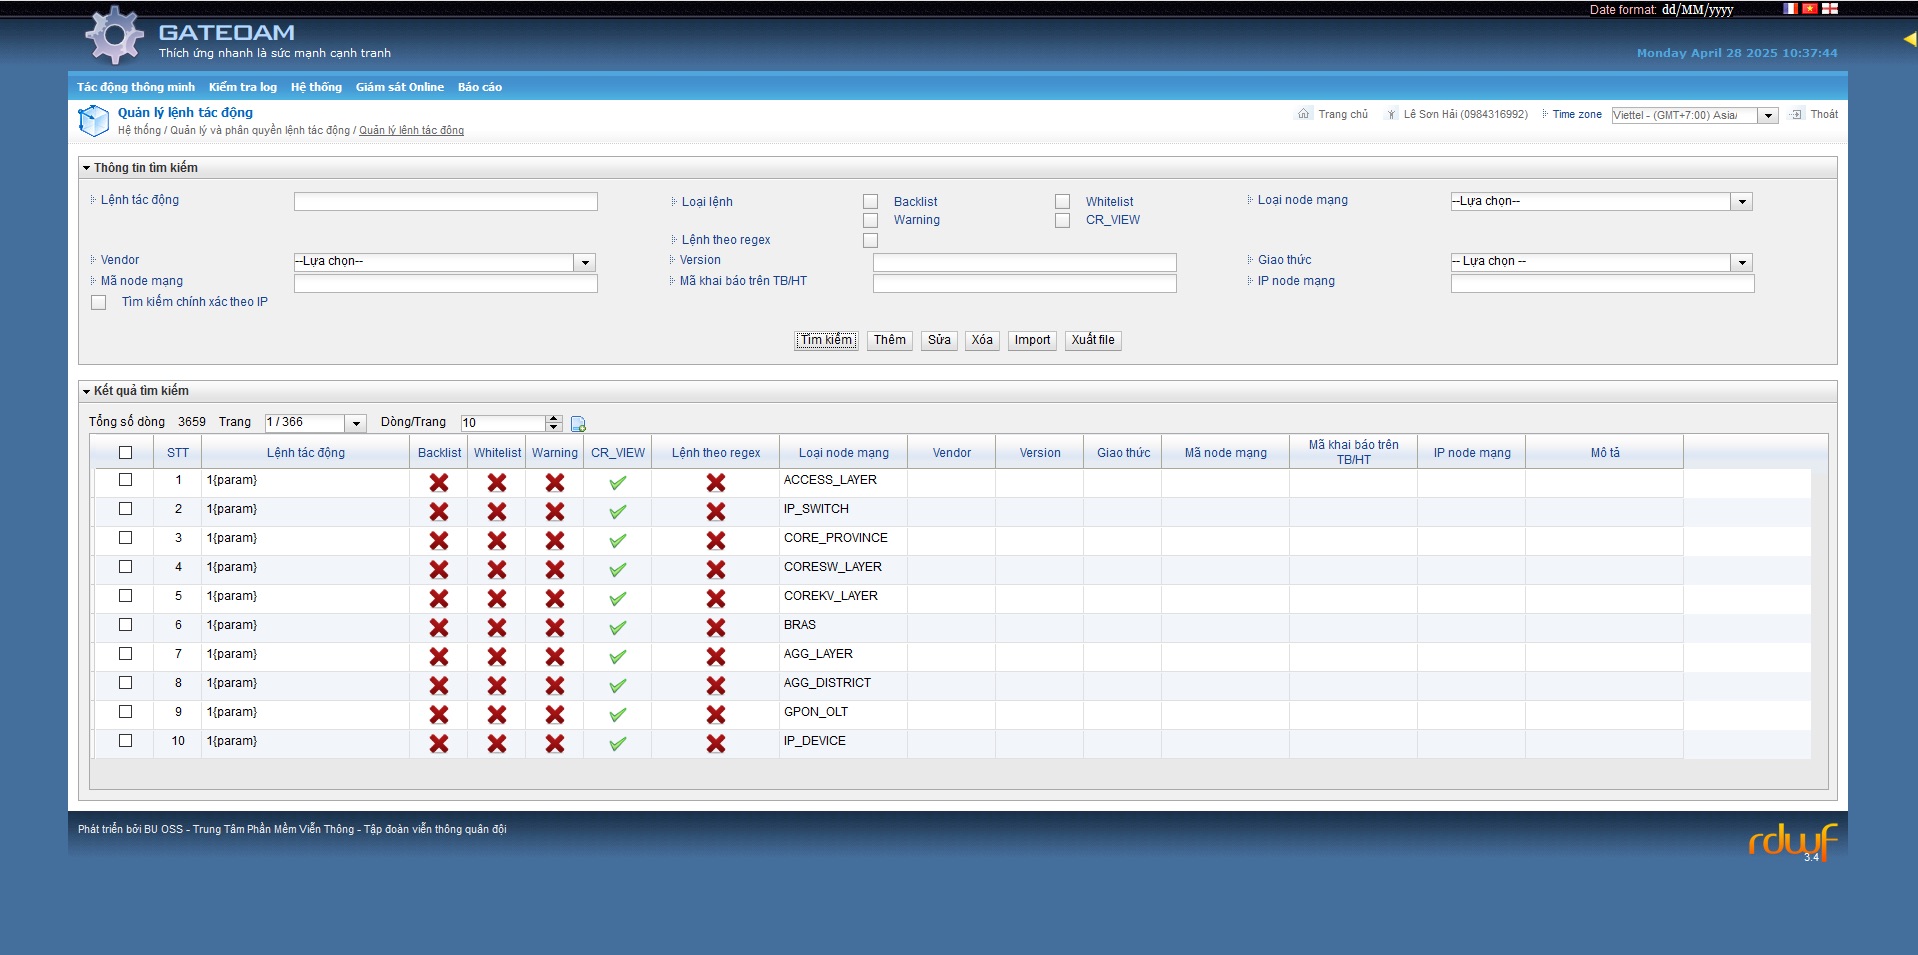 Date format: dd/MM/yyyy
GATEOAM
Thích ứng nhanh là sức mạnh cạnh tranh
Monday April 28 2025 10:37:44
Tác động thông minh Kiểm tra log Hệ thống Giám sát Online Báo cáo
Quản lý lệnh tác động
Hệ thống / Quản lý và phân quyền lệnh tác động / Quản lý lệnh tác động
Trang chủ Lê Sơn Hải (0984316992) Time zone Viettel - (GMT+7:00) Asia/ Thoát
Thông tin tìm kiếm
Lệnh tác động Loại lệnh Backlist Whitelist Loại node mạng --Lựa chọn--
Warning CR_VIEW
Lệnh theo regex
Vendor --Lựa chọn-- Version Giao thức -- Lựa chọn --
Mã node mạng Mã khai báo trên TB/HT IP node mạng
Tìm kiếm chính xác theo IP
Tìm kiếm Thêm Sửa Xóa Import Xuất file
Kết quả tìm kiếm
Tổng số dòng 3659 Trang 1 / 366 Dòng/Trang 10
STT Lệnh tác động Backlist Whitelist Warning CR_VIEW Lệnh theo regex Loại node mạng Vendor Version Giao thức Mã node mạng Mã khai báo trên TB/HT IP node mạng Mô tả
1 1{param} ACCESS_LAYER
2 1{param} IP_SWITCH
3 1{param} CORE_PROVINCE
4 1{param} CORESW_LAYER
5 1{param} COREKV_LAYER
6 1{param} BRAS
7 1{param} AGG_LAYER
8 1{param} AGG_DISTRICT
9 1{param} GPON_OLT
10 1{param} IP_DEVICE
Phát triển bởi BU OSS - Trung Tâm Phần Mềm Viễn Thông - Tập đoàn viễn thông quân đội
rdwf
3.4